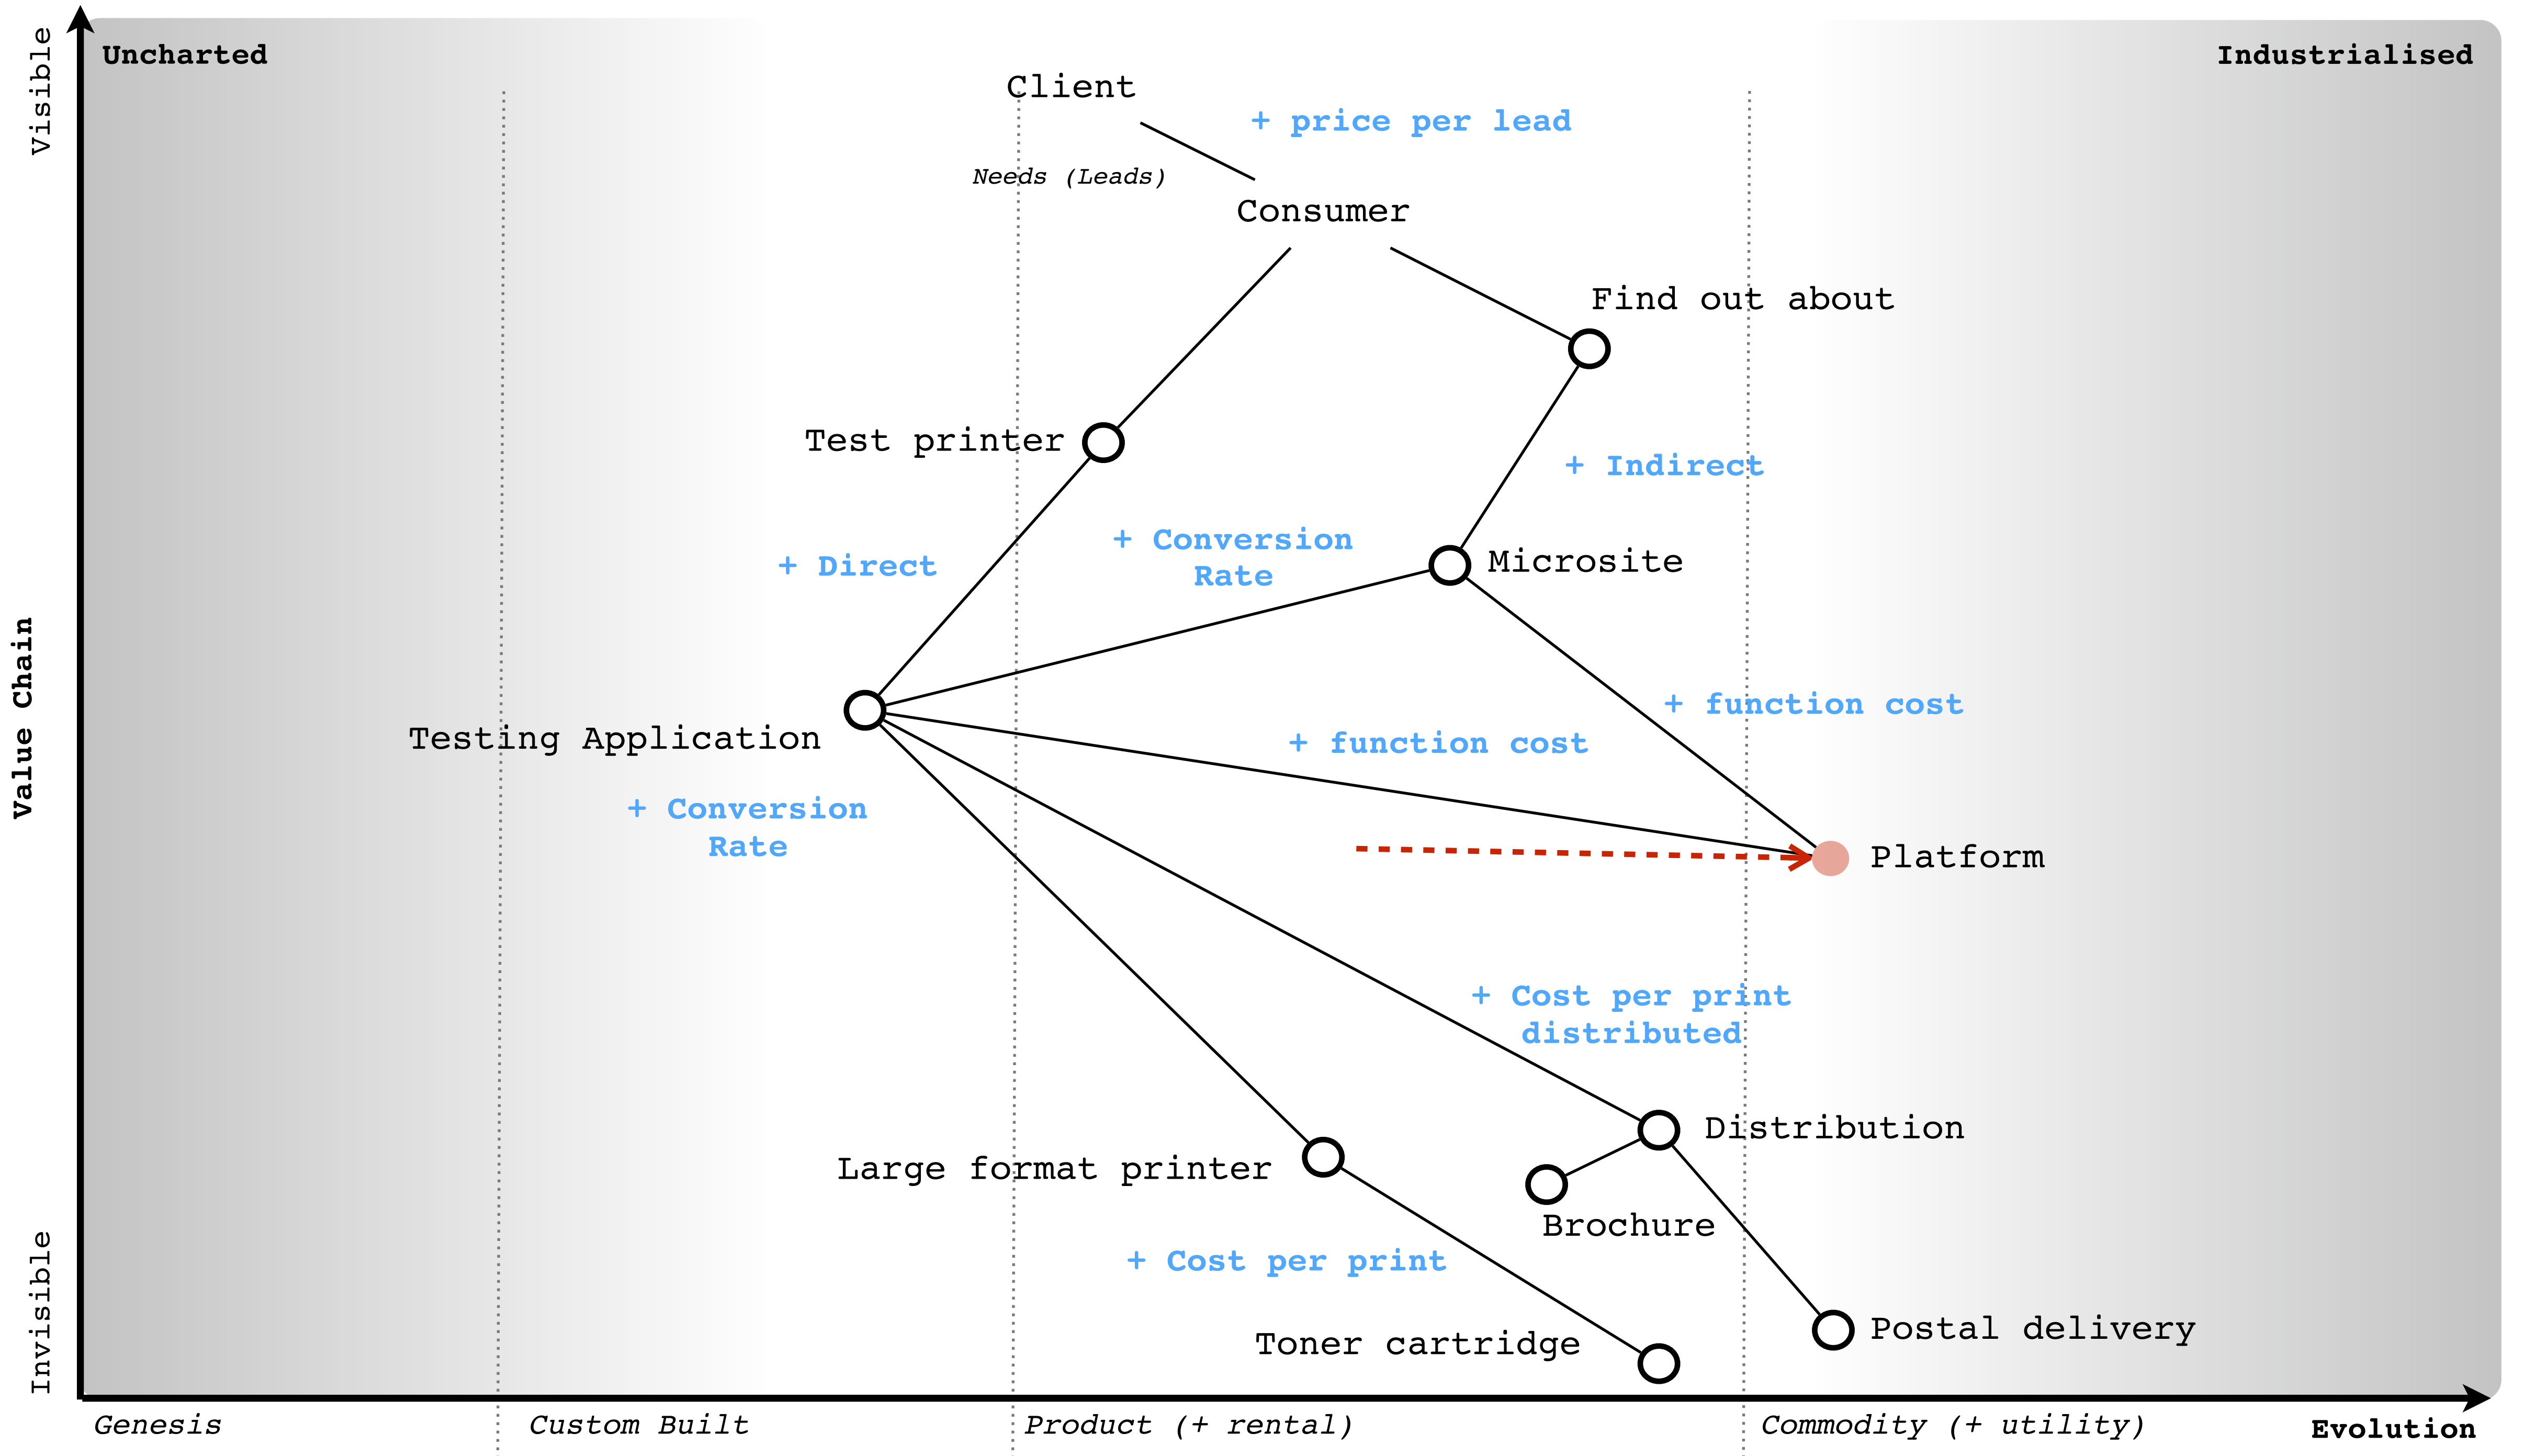 Uncharted
Industrialised
Visible
Client
+ price per lead
Needs (Leads)
Consumer
Find out about
Test printer
+ Indirect
+ Conversion
Rate
+ Direct
Microsite
Value Chain
+ function cost
Testing Application
+ function cost
+ Conversion
Rate
Platform
+ Cost per print
distributed
Distribution
Large format printer
Brochure
+ Cost per print
Invisible
Toner cartridge
Postal delivery
Genesis
Custom Built
Product (+ rental)
Commodity (+ utility)
Evolution